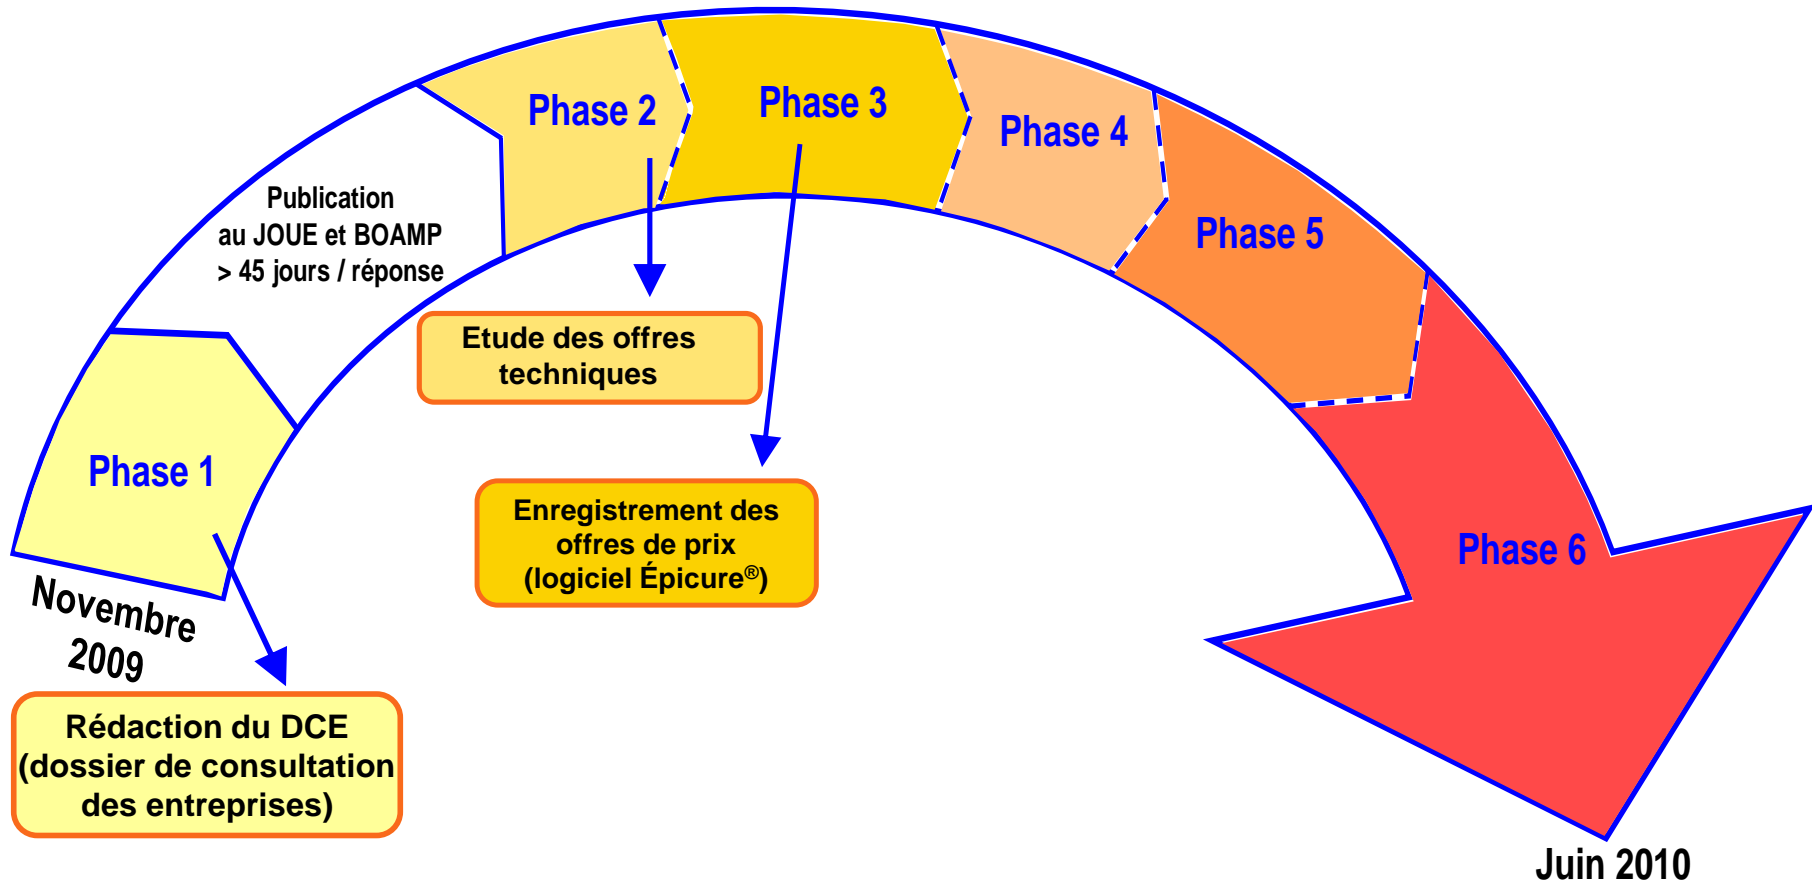 Phase 1
Novembre
2009
Rédaction du DCE
(dossier de consultation
des entreprises)
Publication
au JOUE et BOAMP
> 45 jours / réponse
Phase 2
Etude des offres
techniques
Phase 3
Enregistrement des
offres de prix
(logiciel Épicure®)
Phase 4
Phase 5
Phase 6
Juin 2010